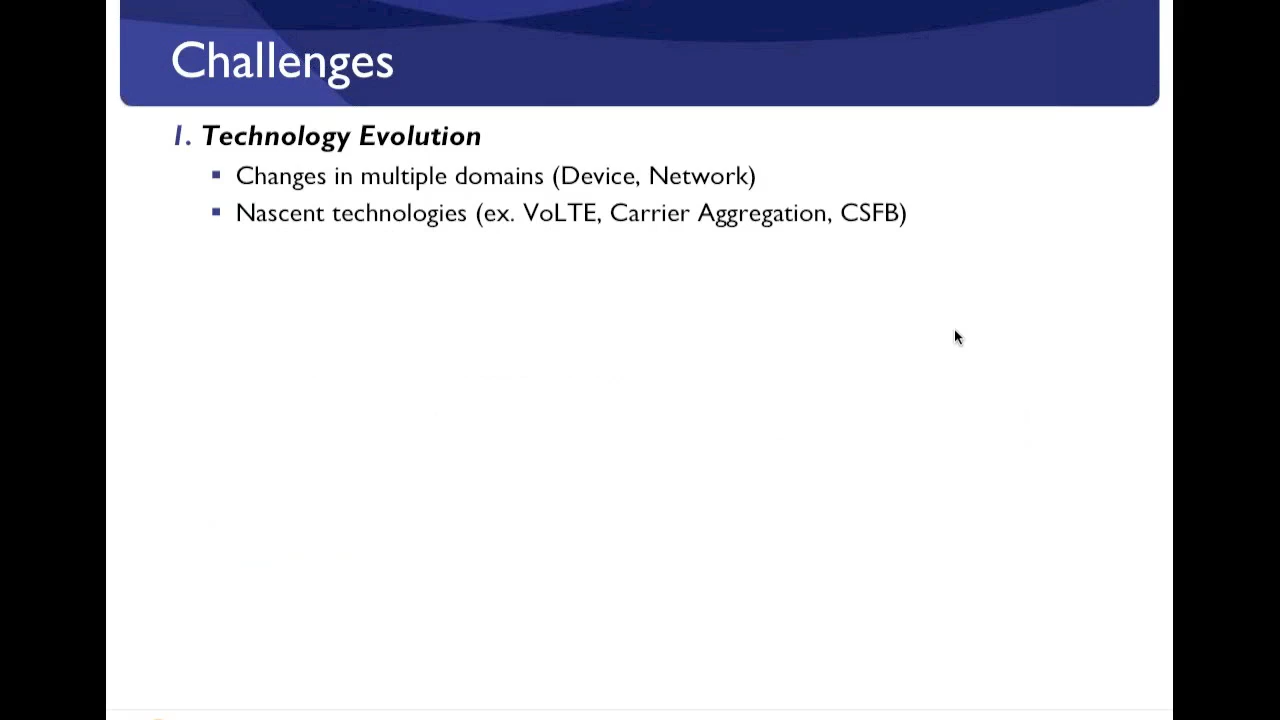 Challenges
1. Technology Evolution
▪ Changes in multiple domains (Device, Network)
▪ Nascent technologies (ex. VoLTE, Carrier Aggregation, CSFB)